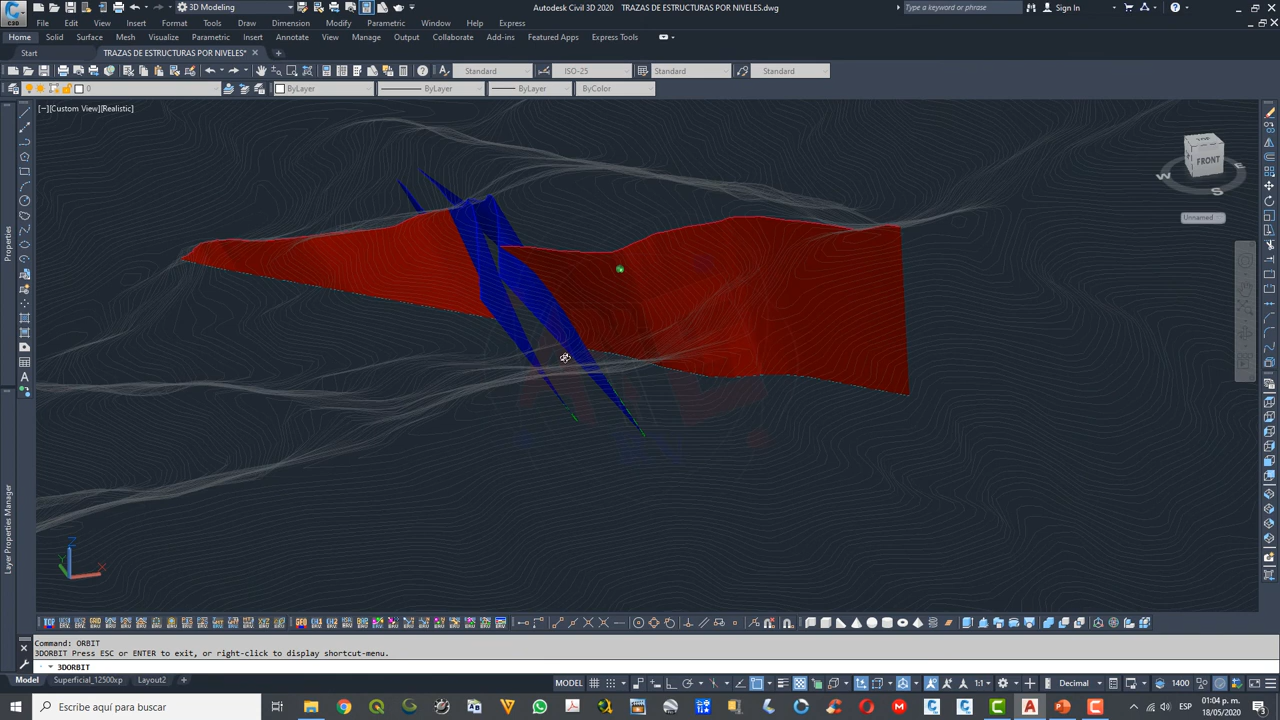 3D Modeling
Autodesk Civil 3D 2020 TRAZAS DE ESTRUCTURAS POR NIVELES.dwg
Type a keyword or phrase
Sign In
C3D
File Edit View Insert Format Tools Draw Dimension Modify Parametric Window Help Express
Home Solid Surface Mesh Visualize Parametric Insert Annotate View Manage Output Collaborate Add-ins Featured Apps Express Tools
Start
TRAZAS DE ESTRUCTURAS POR NIVELES*
Standard
ISO-25
Standard
Standard
0
ByLayer
ByLayer
ByLayer
ByColor
[−][Custom View][Realistic]
FRONT
W
E
S
Unnamed
Properties
Layer Properties Manager
Z
Y
X
Command: ORBIT
3DORBIT Press ESC or ENTER to exit, or right-click to display shortcut-menu.
3DORBIT
Model
Superficial_12500xp
Layout2
MODEL
1:1
Decimal
1400
Escribe aquí para buscar
ESP
01:04 p. m.
18/05/2020